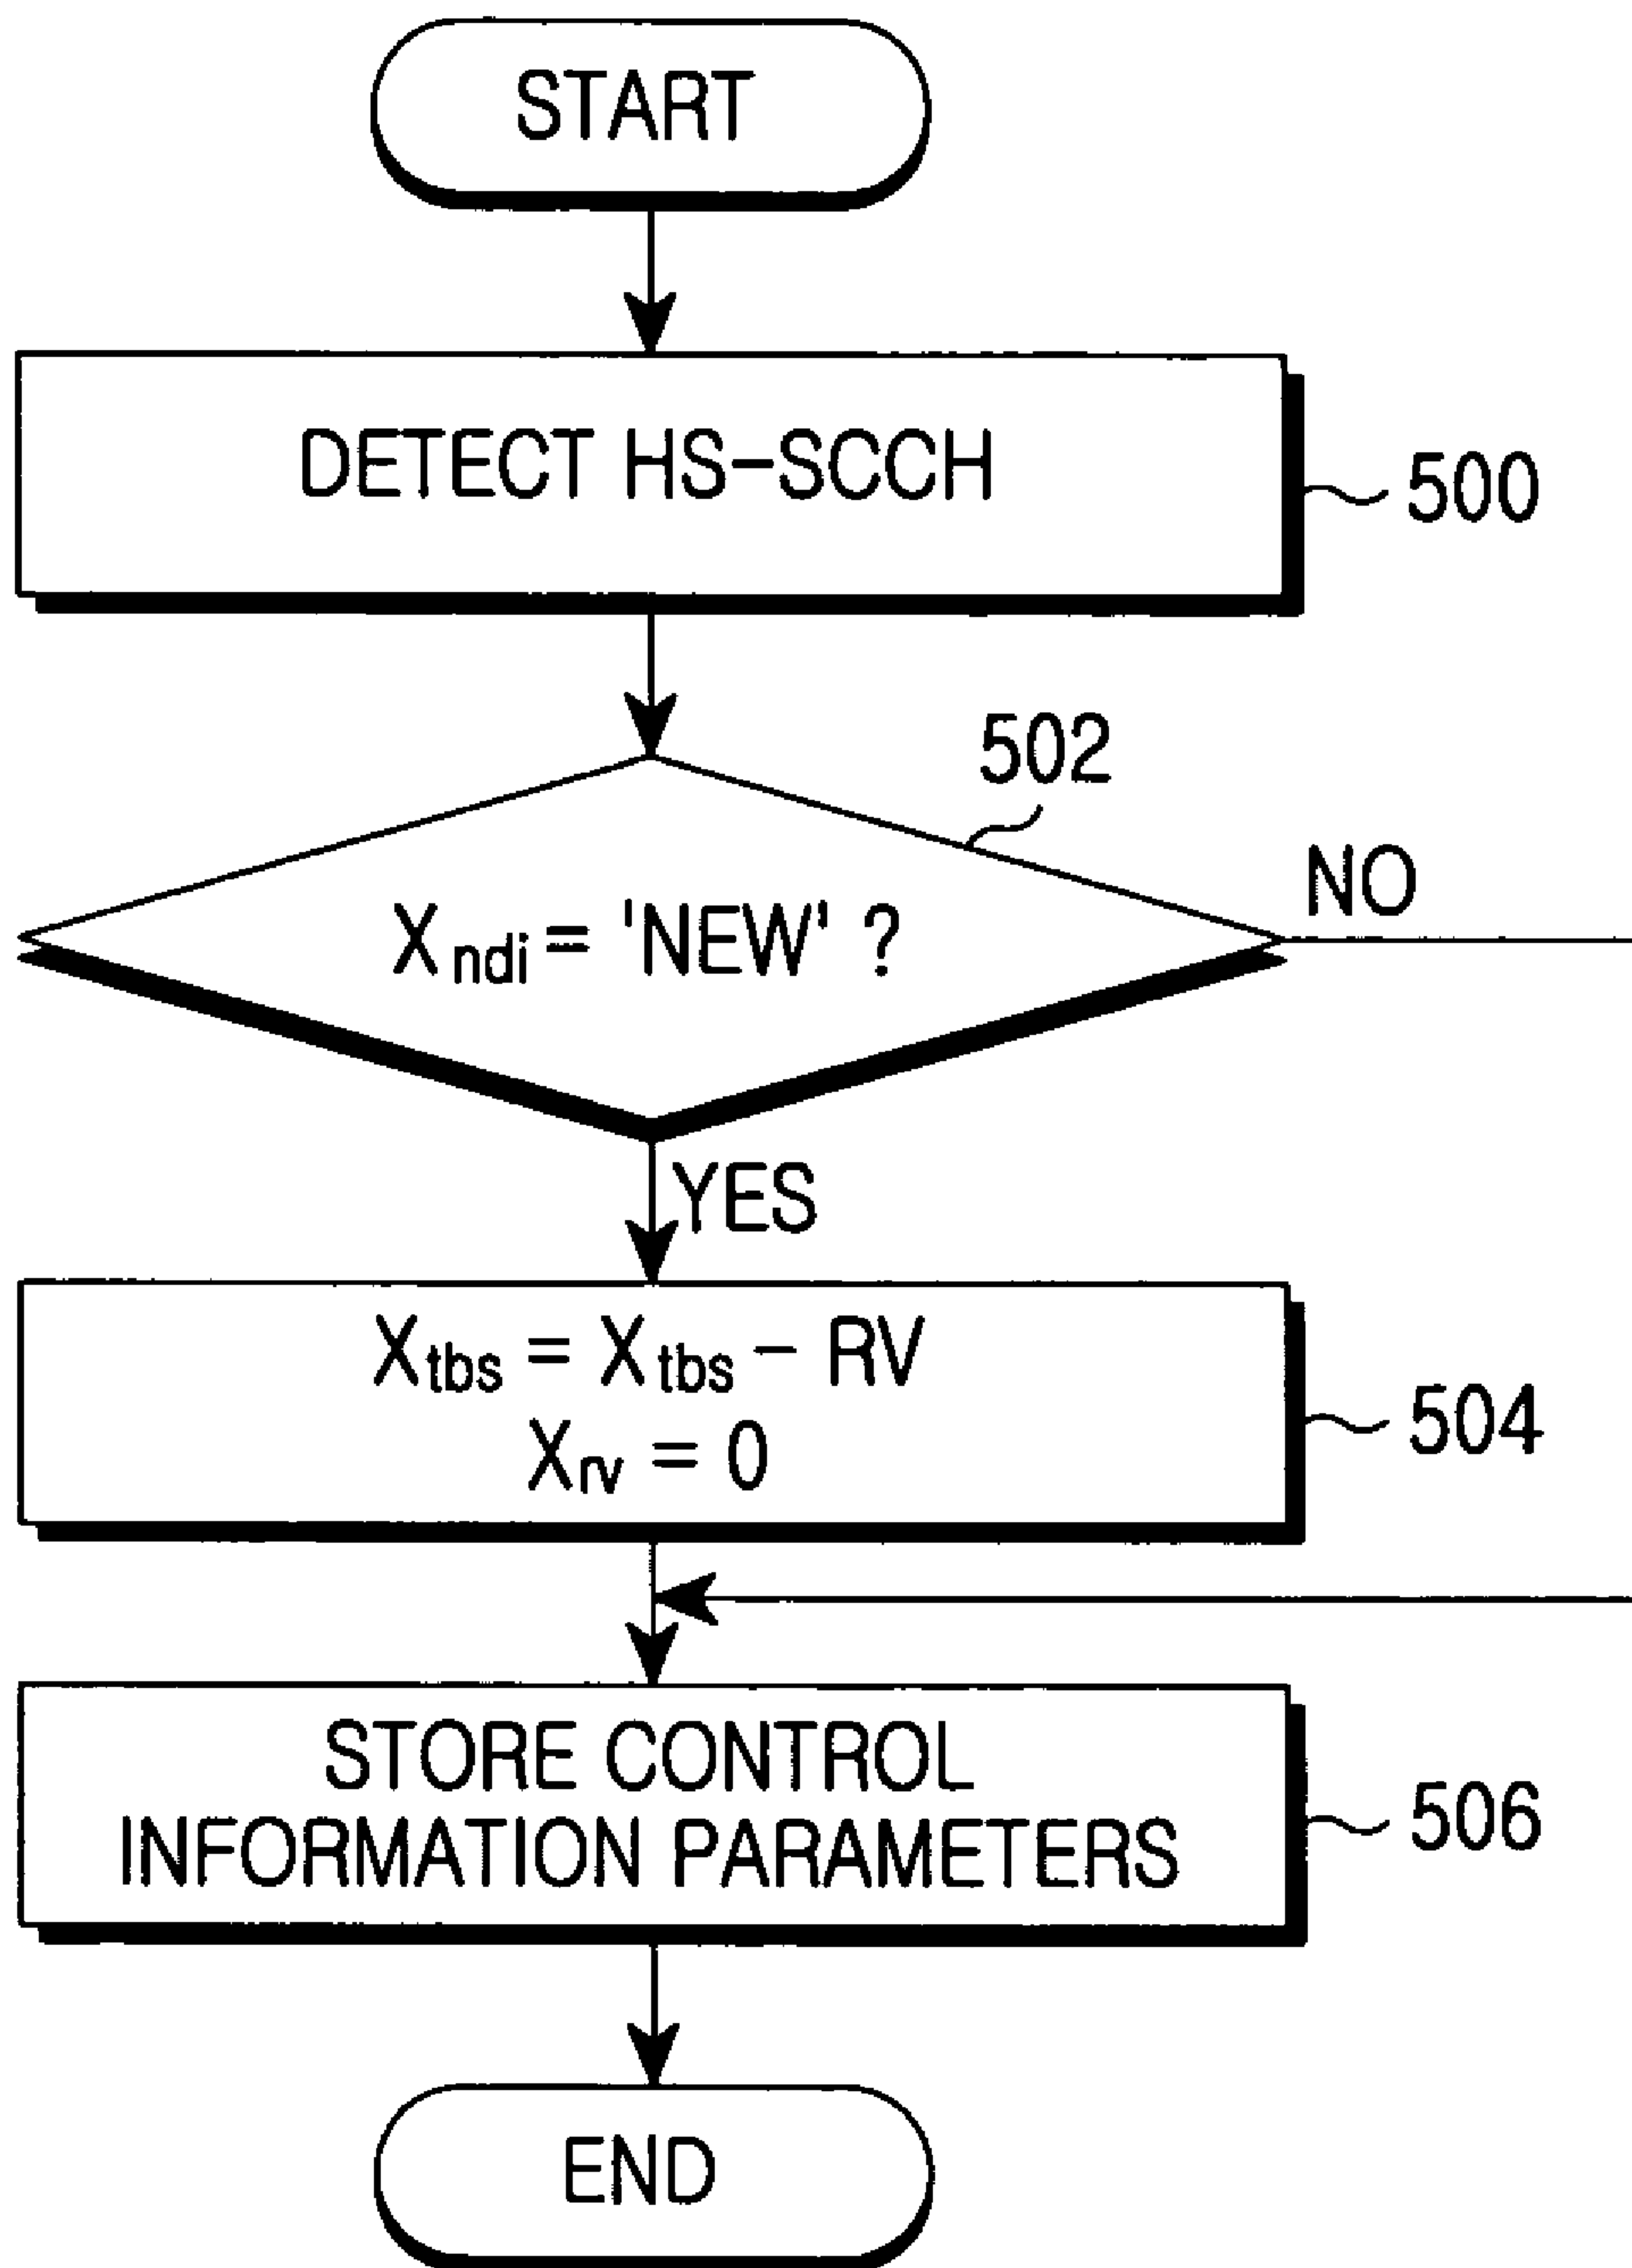 START
DETECT HS-SCCH
500
502
NO
Xndi = 'NEW' ?
YES
Xtbs = Xtbs - RV
Xrv = 0
504
STORE CONTROL
INFORMATION PARAMETERS
506
END